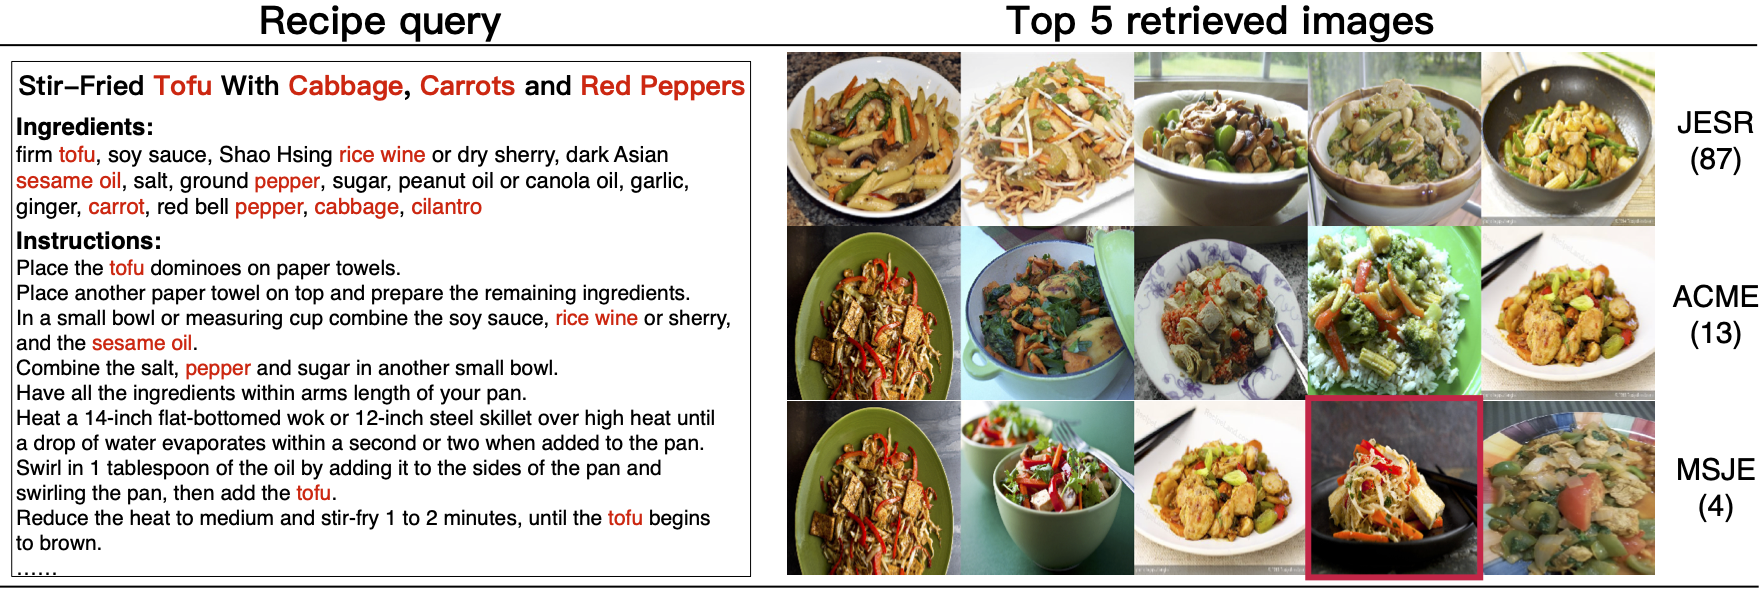 Recipe query
Top 5 retrieved images
Stir-Fried Tofu With Cabbage, Carrots and Red Peppers
Ingredients:
firm tofu, soy sauce, Shao Hsing rice wine or dry sherry, dark Asian
sesame oil, salt, ground pepper, sugar, peanut oil or canola oil, garlic,
ginger, carrot, red bell pepper, cabbage, cilantro
Instructions:
Place the tofu dominoes on paper towels.
Place another paper towel on top and prepare the remaining ingredients.
In a small bowl or measuring cup combine the soy sauce, rice wine or sherry,
and the sesame oil.
Combine the salt, pepper and sugar in another small bowl.
Have all the ingredients within arms length of your pan.
Heat a 14-inch flat-bottomed wok or 12-inch steel skillet over high heat until
a drop of water evaporates within a second or two when added to the pan.
Swirl in 1 tablespoon of the oil by adding it to the sides of the pan and
swirling the pan, then add the tofu.
Reduce the heat to medium and stir-fry 1 to 2 minutes, until the tofu begins
to brown.
......
JESR
(87)
ACME
(13)
MSJE
(4)